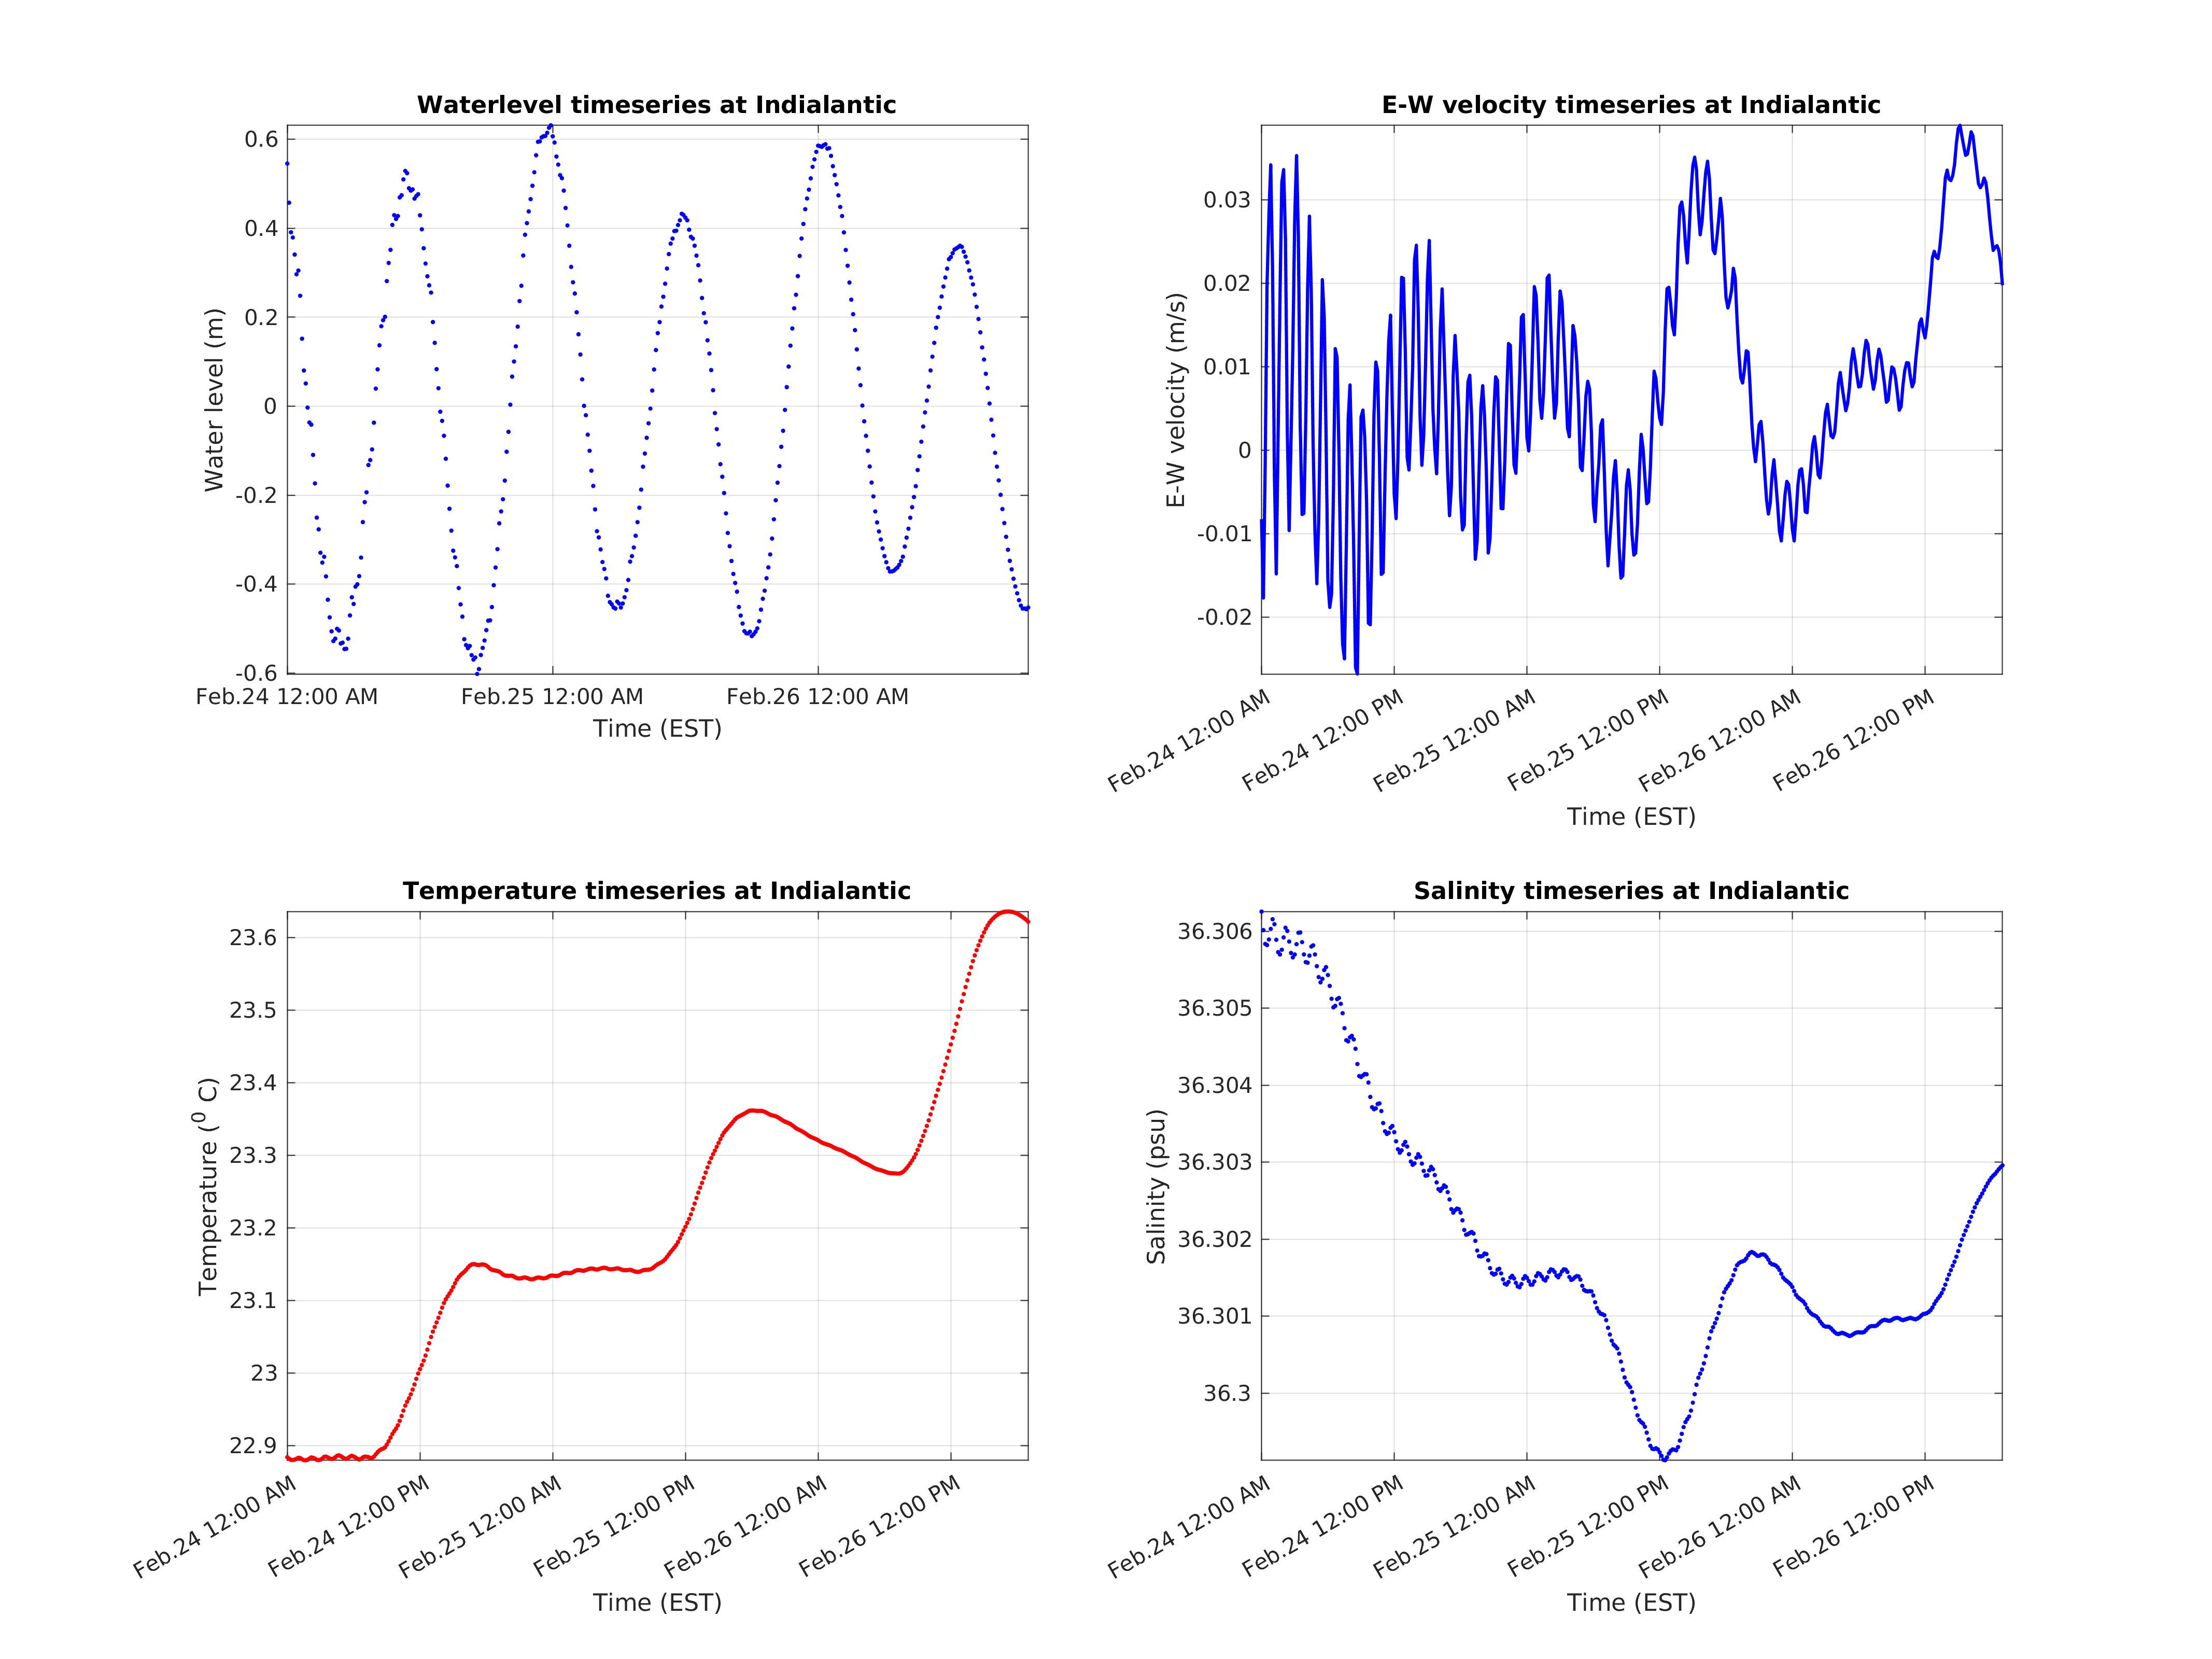 Waterlevel timeseries at Indialantic
0.6
0.4
0.2
0
-0.2
-0.4
-0.6
Water level (m)
Feb.24 12:00 AM Feb.25 12:00 AM Feb.26 12:00 AM
Time (EST)
E-W velocity timeseries at Indialantic
0.03
0.02
0.01
0
-0.01
-0.02
E-W velocity (m/s)
Feb.24 12:00 AM
Feb.24 12:00 PM
Feb.25 12:00 AM
Feb.25 12:00 PM
Feb.26 12:00 AM
Feb.26 12:00 PM
Time (EST)
Temperature timeseries at Indialantic
23.6
23.5
23.4
23.3
23.2
23.1
23
22.9
Temperature (⁰ C)
Feb.24 12:00 AM
Feb.24 12:00 PM
Feb.25 12:00 AM
Feb.25 12:00 PM
Feb.26 12:00 AM
Feb.26 12:00 PM
Time (EST)
Salinity timeseries at Indialantic
36.306
36.305
36.304
36.303
36.302
36.301
36.3
Salinity (psu)
Feb.24 12:00 AM
Feb.24 12:00 PM
Feb.25 12:00 AM
Feb.25 12:00 PM
Feb.26 12:00 AM
Feb.26 12:00 PM
Time (EST)